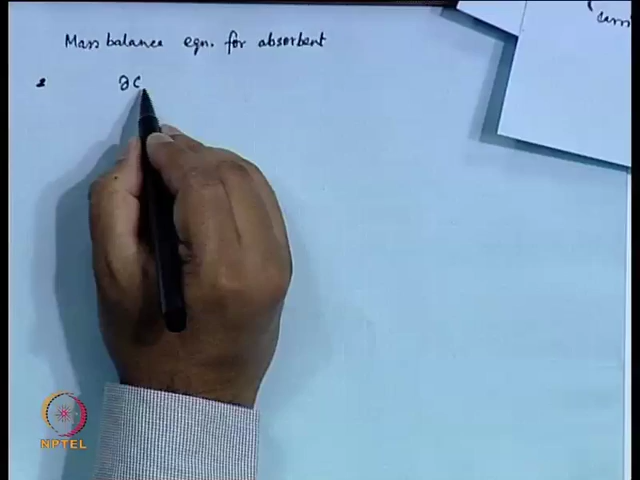 Mass balance eqn. for absorbent
∂c
NPTEL